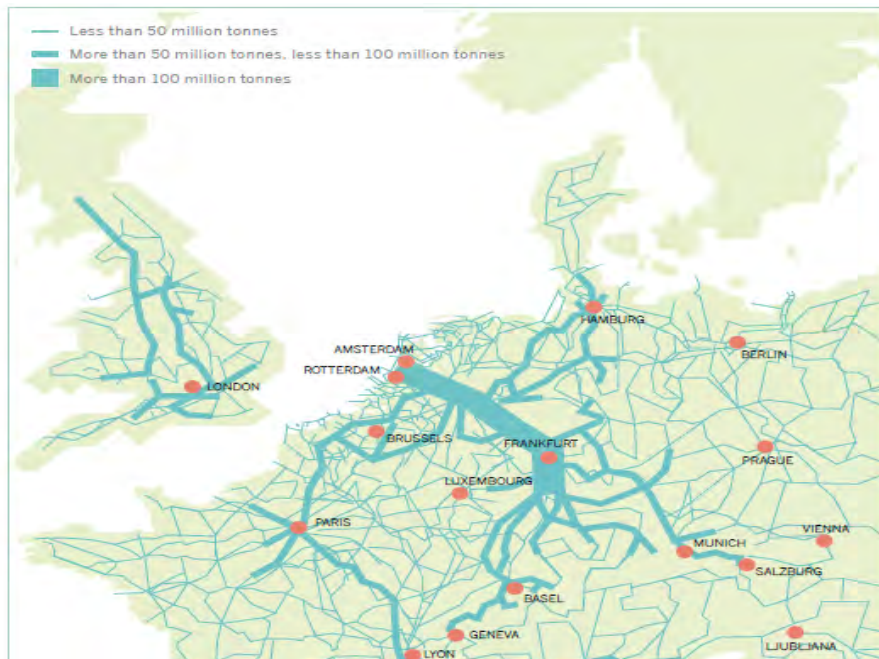 Less than 50 million tonnes
More than 50 million tonnes, less than 100 million tonnes
More than 100 million tonnes
HAMBURG
AMSTERDAM
BERLIN
ROTTERDAM
LONDON
BRUSSELS
FRANKFURT
PRAGUE
LUXEMBOURG
PARIS
VIENNA
MUNICH
SALZBURG
BASEL
GENEVA
LJUBLJANA
LYON